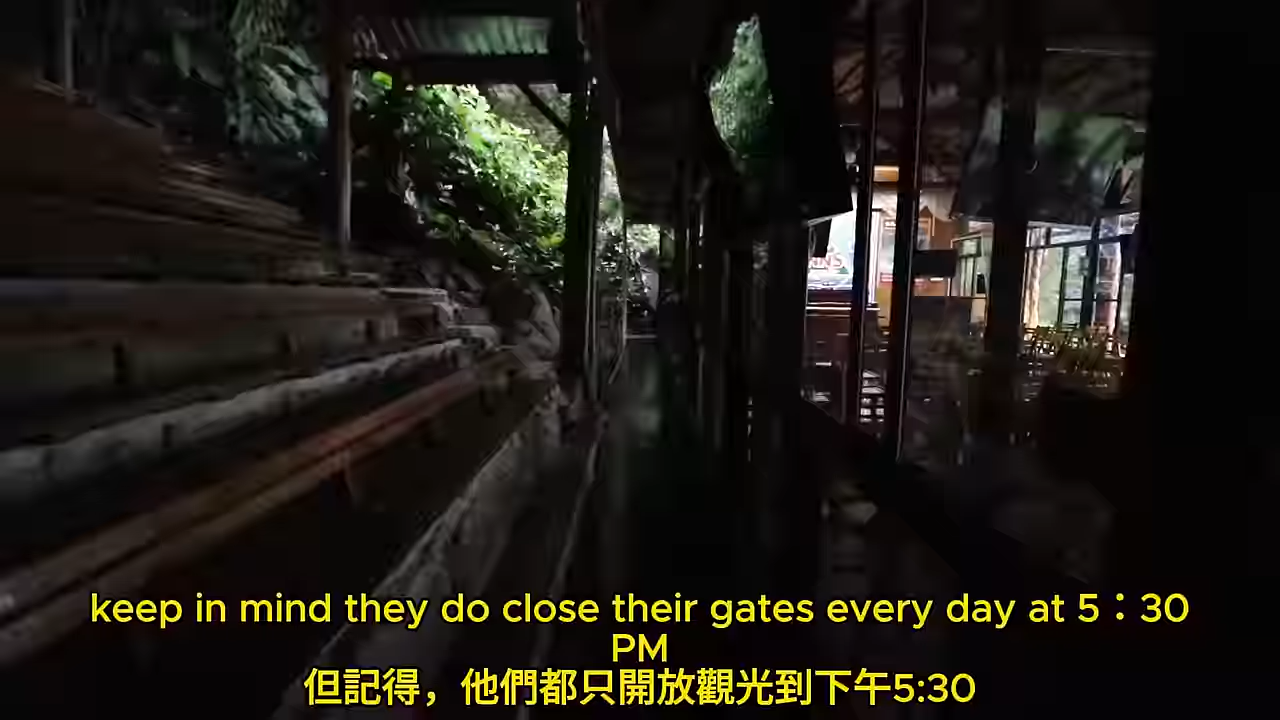 keep in mind they do close their gates every day at 5：30
PM
但記得，他們都只開放觀光到下午5:30